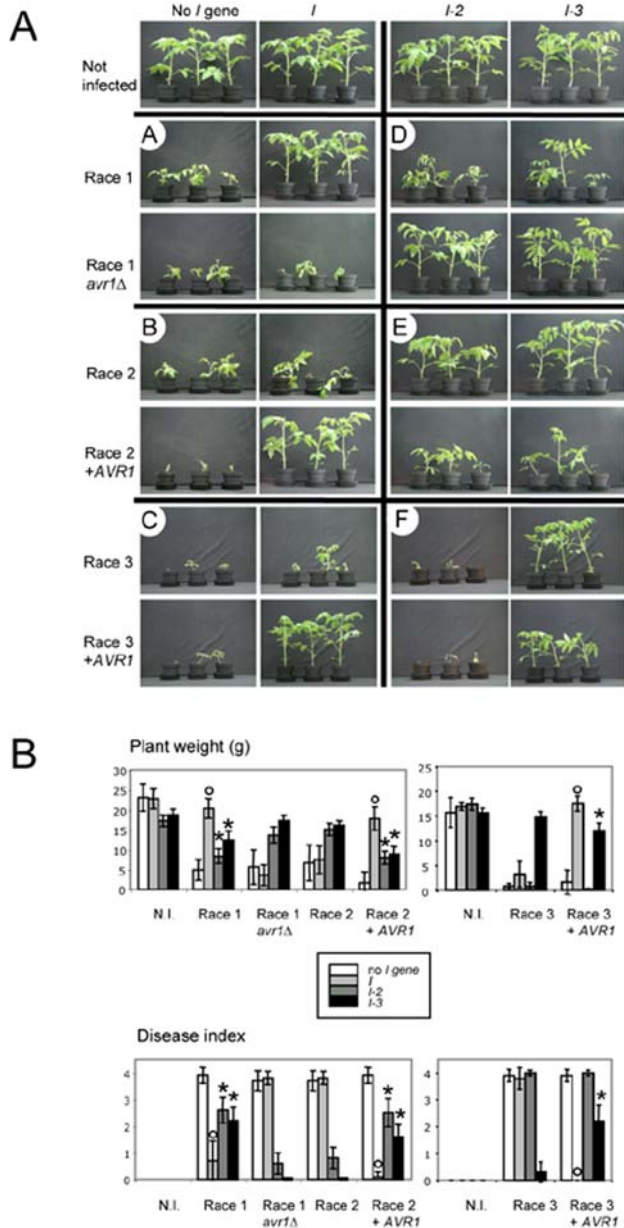 A
No I gene I I-2 I-3
Not
infected
A
D
Race 1
Race 1
avr1Δ
B
E
Race 2
Race 2
+AVR1
C
F
Race 3
Race 3
+AVR1
B
Plant weight (g)
30
25
20
15
10
5
0
o
* *
o
* *
N.I. Race 1 Race 1 Race 2 Race 2
avr1Δ + AVR1
25
20
15
10
5
0
o
*
N.I. Race 3 Race 3
+ AVR1
no I gene
I
I-2
I-3
Disease index
4
3
2
1
0
o
* *
o
* *
N.I. Race 1 Race 1 Race 2 Race 2
avr1Δ + AVR1
4
3
2
1
0
o
*
N.I. Race 3 Race 3
+ AVR1